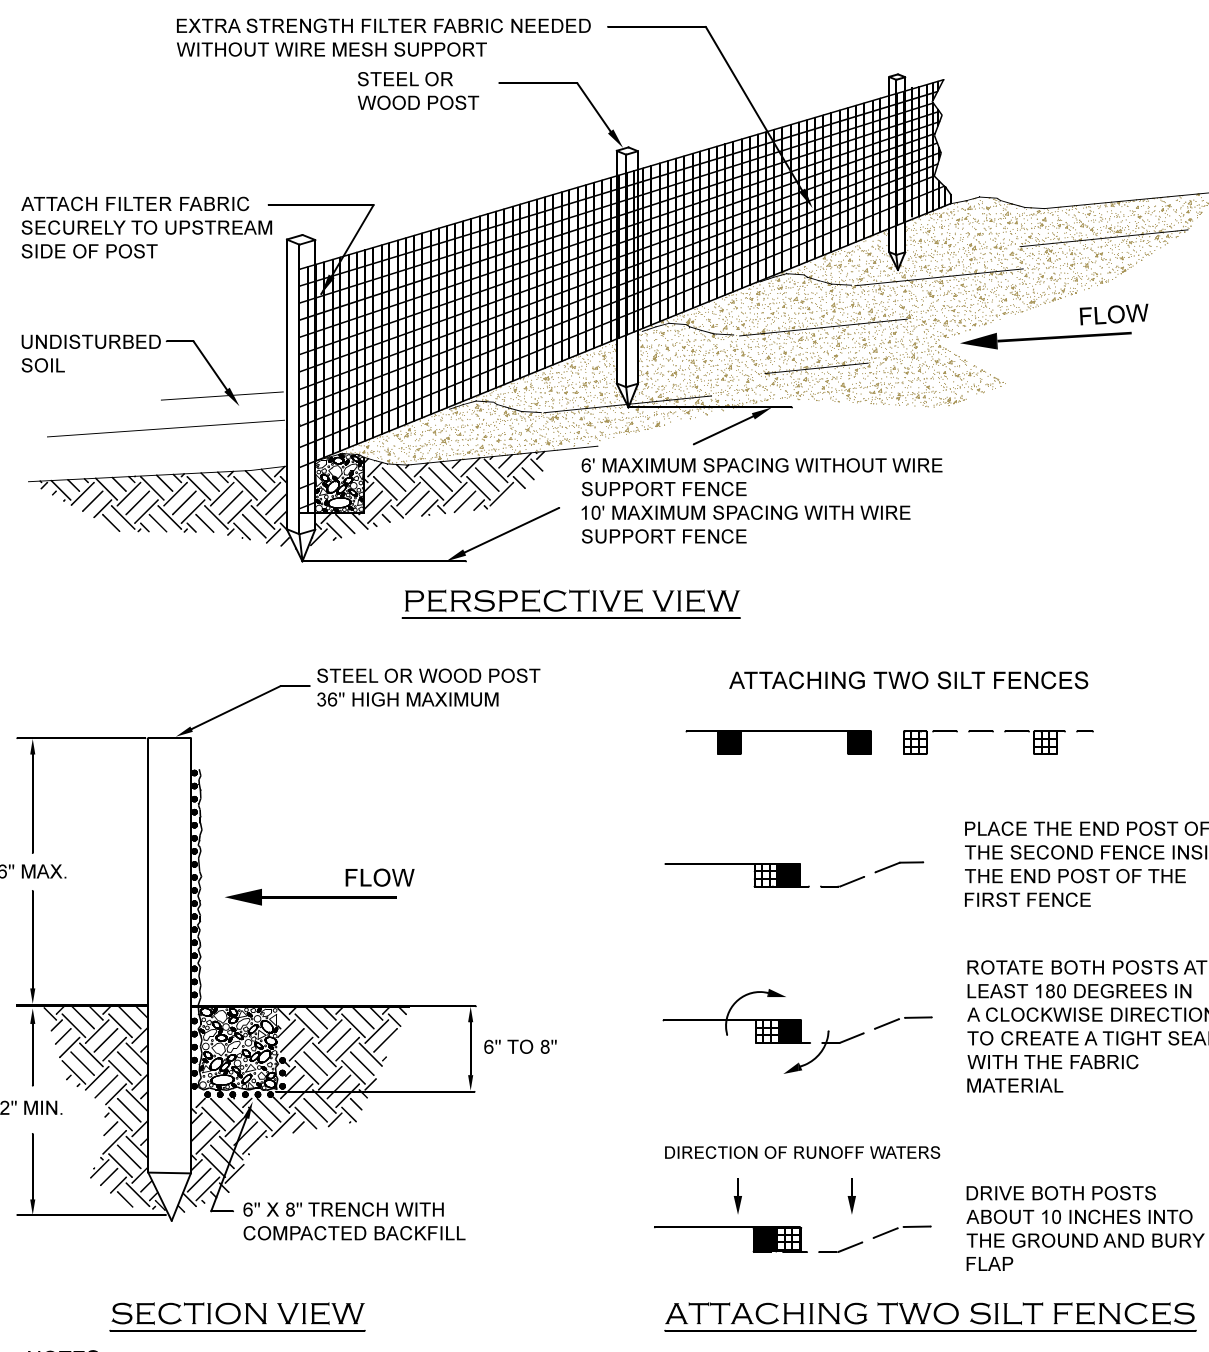 EXTRA STRENGTH FILTER FABRIC NEEDED
WITHOUT WIRE MESH SUPPORT
STEEL OR
WOOD POST
ATTACH FILTER FABRIC
SECURELY TO UPSTREAM
SIDE OF POST
UNDISTURBED
SOIL
FLOW
6' MAXIMUM SPACING WITHOUT WIRE
SUPPORT FENCE
10' MAXIMUM SPACING WITH WIRE
SUPPORT FENCE
PERSPECTIVE VIEW
STEEL OR WOOD POST
36" HIGH MAXIMUM
6" MAX.
FLOW
6" TO 8"
2" MIN.
6" X 8" TRENCH WITH
COMPACTED BACKFILL
SECTION VIEW
ATTACHING TWO SILT FENCES
PLACE THE END POST OF
THE SECOND FENCE INSI
THE END POST OF THE
FIRST FENCE
ROTATE BOTH POSTS AT
LEAST 180 DEGREES IN
A CLOCKWISE DIRECTION
TO CREATE A TIGHT SEAL
WITH THE FABRIC
MATERIAL
DIRECTION OF RUNOFF WATERS
DRIVE BOTH POSTS
ABOUT 10 INCHES INTO
THE GROUND AND BURY
FLAP
ATTACHING TWO SILT FENCES